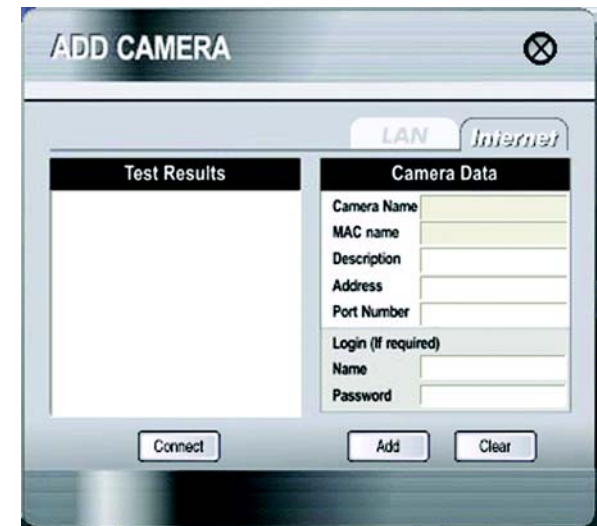 ADD CAMERA
LAN Internet
Test Results
Camera Data
Camera Name
MAC name
Description
Address
Port Number
Login (If required)
Name
Password
Connect
Add
Clear